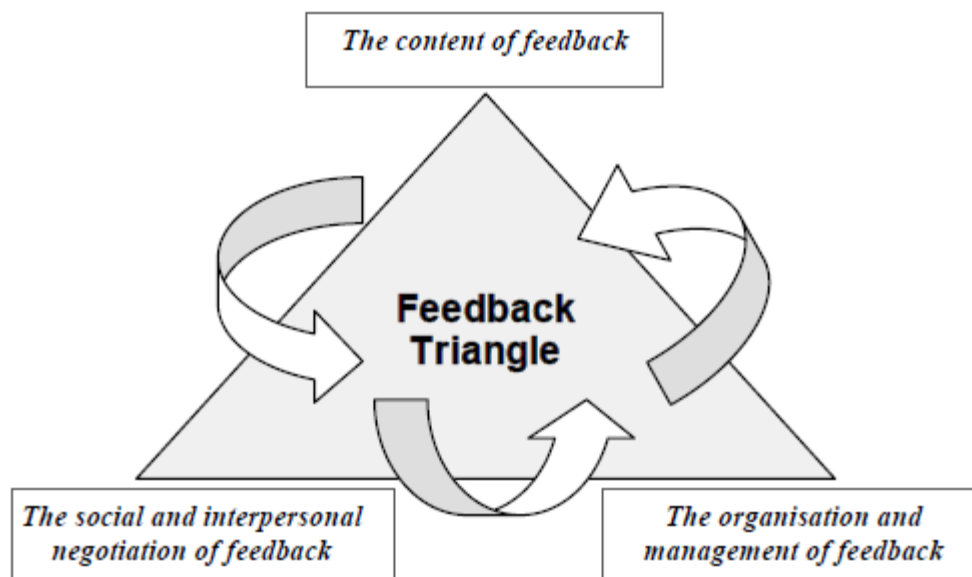 The content of feedback
Feedback
Triangle
The social and interpersonal
negotiation of feedback
The organisation and
management of feedback